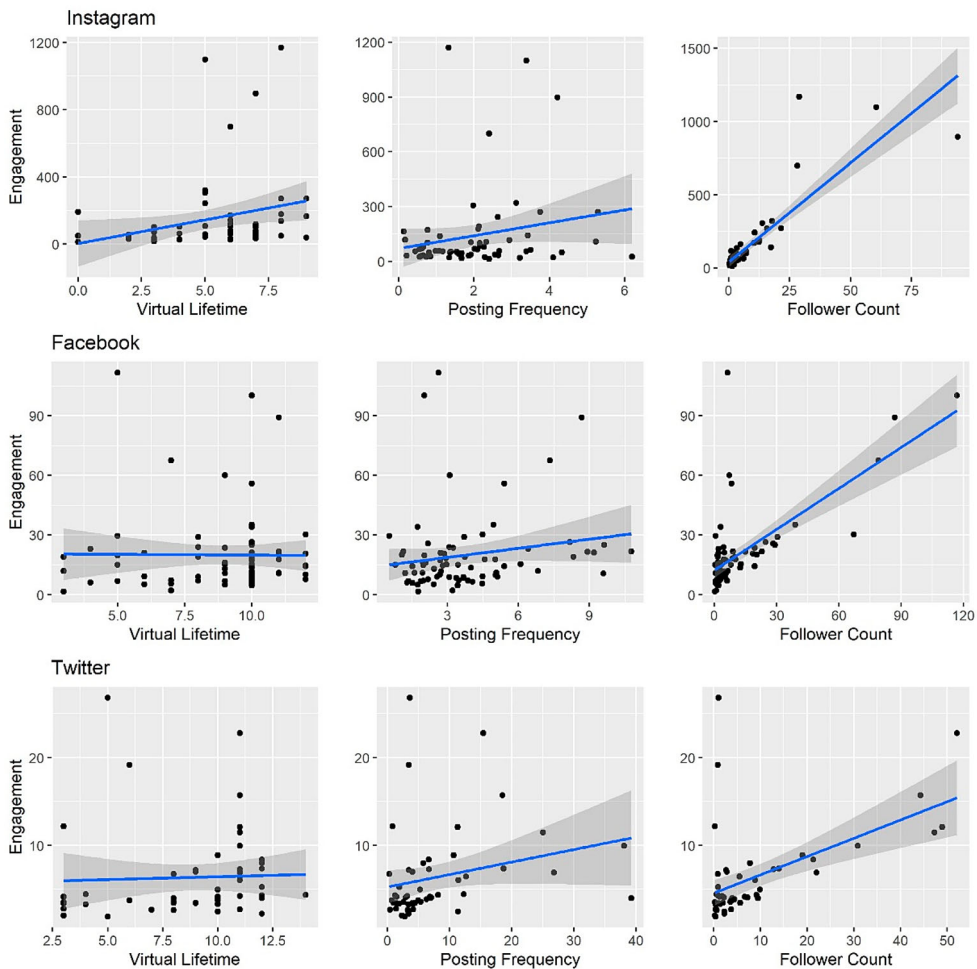 Instagram
1200
800
400
0
Engagement
0.0 2.5 5.0 7.5
Virtual Lifetime
1200
900
600
300
0
0 2 4 6
Posting Frequency
1500
1000
500
0
0 25 50 75
Follower Count
Facebook
90
60
30
0
Engagement
5.0 7.5 10.0
Virtual Lifetime
90
60
30
0
3 6 9
Posting Frequency
90
60
30
0
0 30 60 90 120
Follower Count
Twitter
20
10
Engagement
2.5 5.0 7.5 10.0 12.5
Virtual Lifetime
20
10
0 10 20 30 40
Posting Frequency
20
10
0 10 20 30 40 50
Follower Count